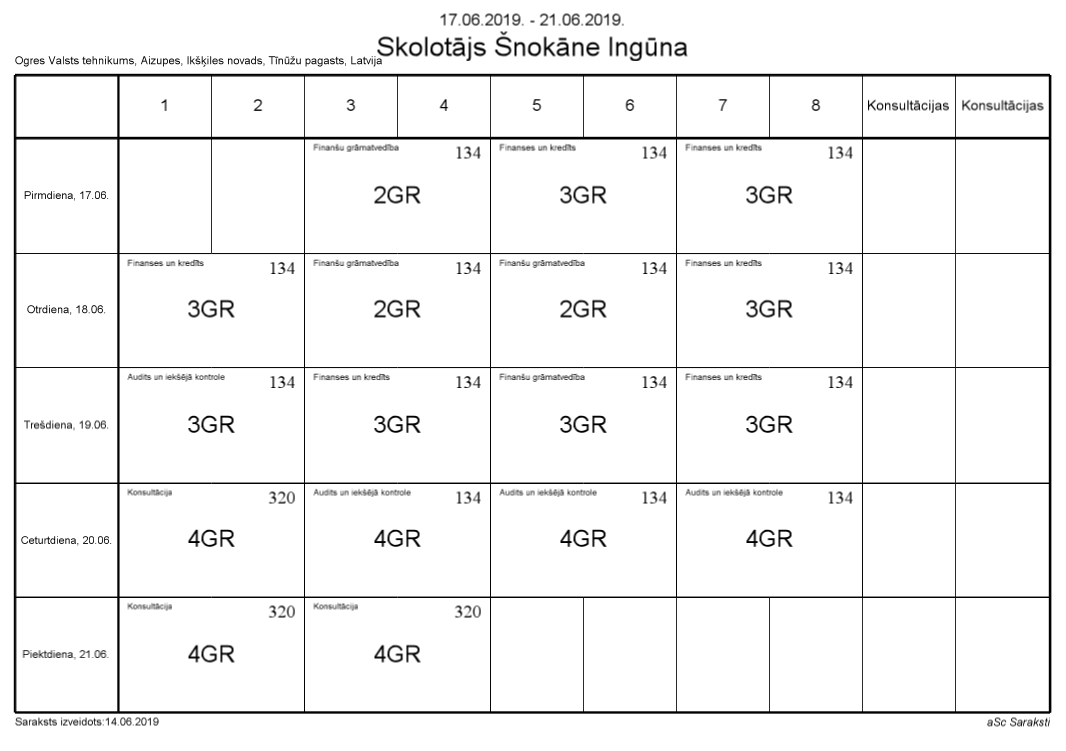 17.06.2019. - 21.06.2019.
Skolotājs Šnokāne Ingūna
Ogres Valsts tehnikums, Aizupes, Ikšķiles novads, Tīnūžu pagasts, Latvija
1 2 3 4 5 6 7 8 Konsultācijas Konsultācijas
Finanšu grāmatvedība 134 Finanses un kredīts 134 Finanses un kredīts 134
Pirmdiena, 17.06. 2GR 3GR 3GR
Finanses un kredīts 134 Finanšu grāmatvedība 134 Finanšu grāmatvedība 134 Finanses un kredīts 134
Otrdiena, 18.06. 3GR 2GR 2GR 3GR
Audits un iekšējā kontrole 134 Finanses un kredīts 134 Finanšu grāmatvedība 134 Finanses un kredīts 134
Trešdiena, 19.06. 3GR 3GR 3GR 3GR
Konsultācija 320 Audits un iekšējā kontrole 134 Audits un iekšējā kontrole 134 Audits un iekšējā kontrole 134
Ceturtdiena, 20.06. 4GR 4GR 4GR 4GR
Konsultācija 320 Konsultācija 320
Piektdiena, 21.06. 4GR 4GR
Saraksts izveidots:14.06.2019 aSc Saraksti